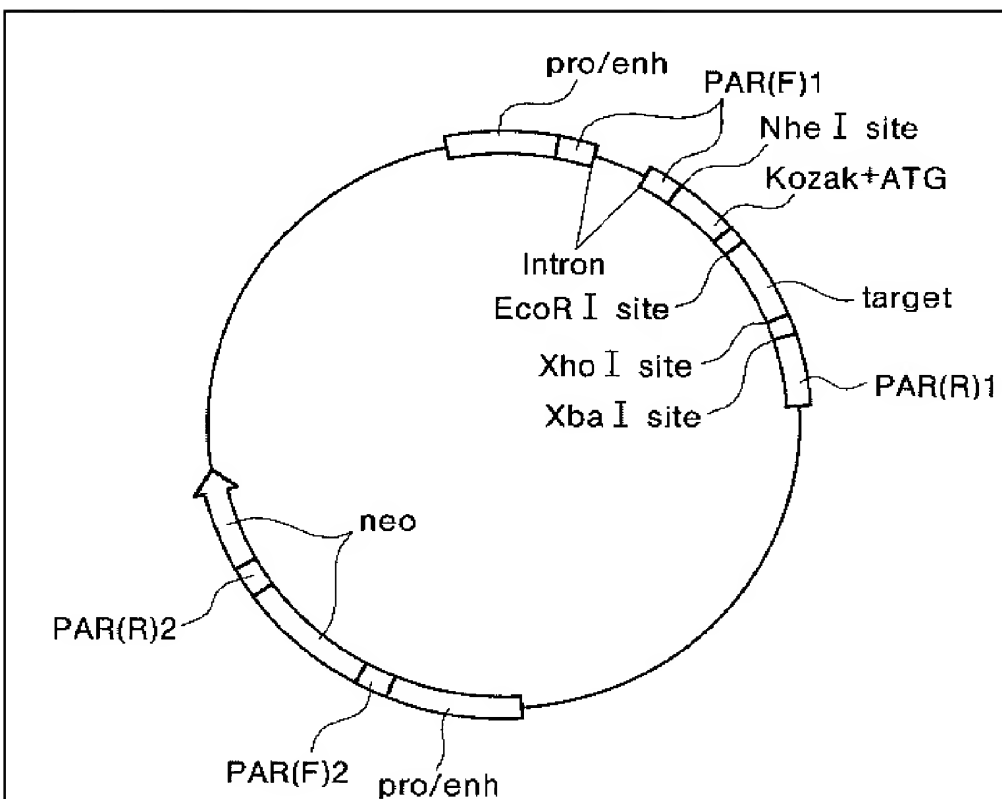 pro/enh
PAR(F)1
Nhe I site
Kozak+ATG
Intron
EcoR I site
target
Xho I site
PAR(R)1
Xba I site
neo
PAR(R)2
PAR(F)2
pro/enh